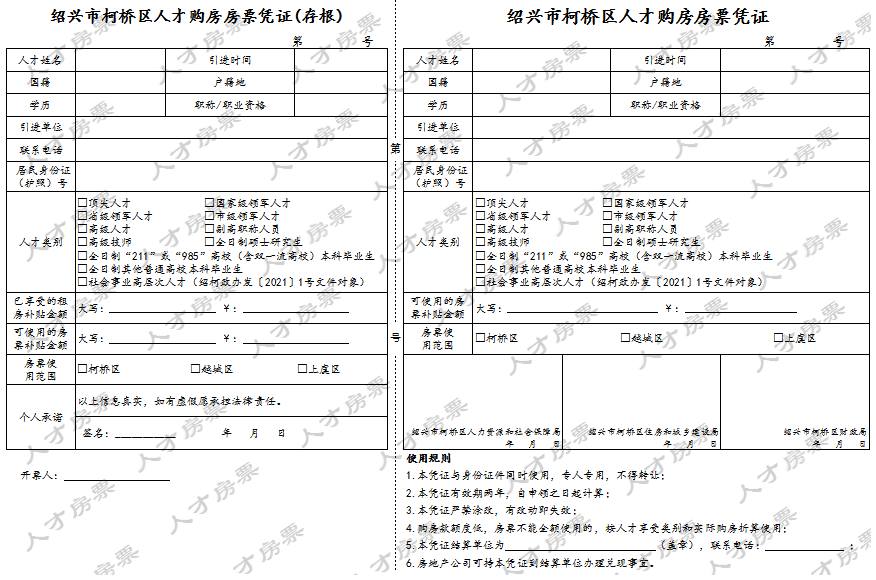 绍兴市柯桥区人才购房房票凭证(存根)
第 号
人才姓名 引进时间
国籍 户籍地
学历 职称/职业资格
引进单位
联系电话
居民身份证
(护照)号
人才类别
□顶尖人才 □国家级领军人才
□省级领军人才 □市级领军人才
□高级人才 □副高职称人员
□高级技师 □全日制硕士研究生
□全日制“211”或“985”高校(含双一流高校)本科毕业生
□全日制其他普通高校本科毕业生
□社会事业高层次人才(绍柯政办发〔2021〕1号文件对象)
已享受的租
房补贴金额
大写:____________ ￥:____________
可使用的房
票补贴金额
大写:____________ ￥:____________
房票使
用范围
□柯桥区 □越城区 □上虞区
个人承诺
以上信息真实,如有虚假愿承担法律责任。
签名:____________ 年 月 日
开票人:____________
第
号
绍兴市柯桥区人才购房房票凭证
第 号
人才姓名 引进时间
国籍 户籍地
学历 职称/职业资格
引进单位
联系电话
居民身份证
(护照)号
人才类别
□顶尖人才 □国家级领军人才
□省级领军人才 □市级领军人才
□高级人才 □副高职称人员
□高级技师 □全日制硕士研究生
□全日制“211”或“985”高校(含双一流高校)本科毕业生
□全日制其他普通高校本科毕业生
□社会事业高层次人才(绍柯政办发〔2021〕1号文件对象)
可使用的房
票补贴金额
大写:____________ ￥:____________
房票使
用范围
□柯桥区 □越城区 □上虞区
绍兴市柯桥区人力资源和社会保障局 绍兴市柯桥区住房和城乡建设局 绍兴市柯桥区财政局
年 月 日 年 月 日 年 月 日
使用规则
1.本凭证与身份证件同时使用,专人专用,不得转让;
2.本凭证有效期两年,自申领之日起计算;
3.本凭证严禁涂改,有改动即失效;
4.购房款额度低,房票不能全额使用的,按人才享受类别和实际购房折算使用;
5.本凭证结算单位为____________(盖章),联系电话:____________;
6.房地产公司可持本凭证到结算单位办理兑现事宜。
人才房票